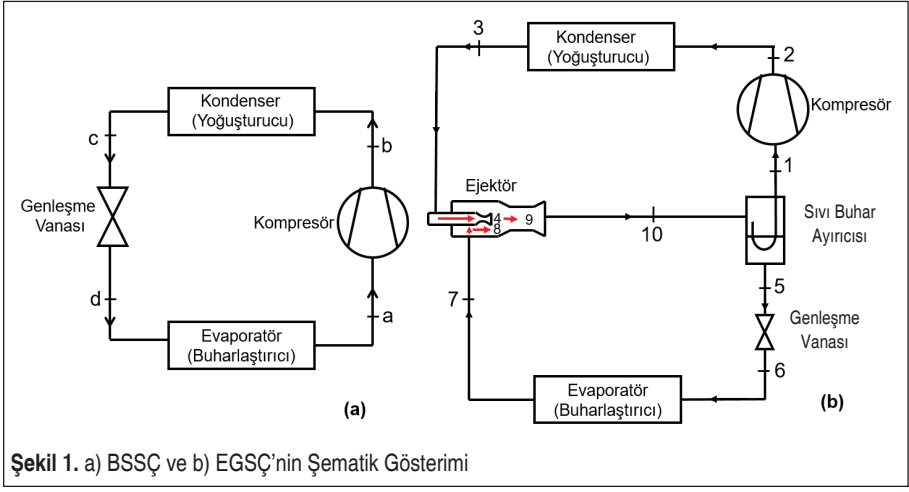 Kondenser
(Yoğuşturucu)
c
b
Genleşme
Vanası
Kompresör
d
a
Evaporatör
(Buharlaştırıcı)
(a)
3
Kondenser
(Yoğuşturucu)
2
Kompresör
1
Ejektör
4
9
8
10
Sıvı Buhar
Ayırıcısı
7
5
Genleşme
Vanası
6
Evaporatör
(Buharlaştırıcı)
(b)
Şekil 1. a) BSSÇ ve b) EGSÇ'nin Şematik Gösterimi